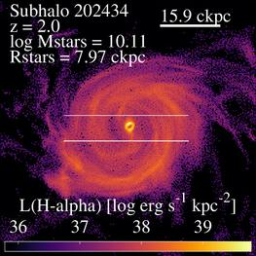 Subhalo 202434
15.9 ckpc
z = 2.0
log Mstars = 10.11
Rstars = 7.97 ckpc
L(H-alpha) [log erg s⁻¹ kpc⁻²]
36 37 38 39